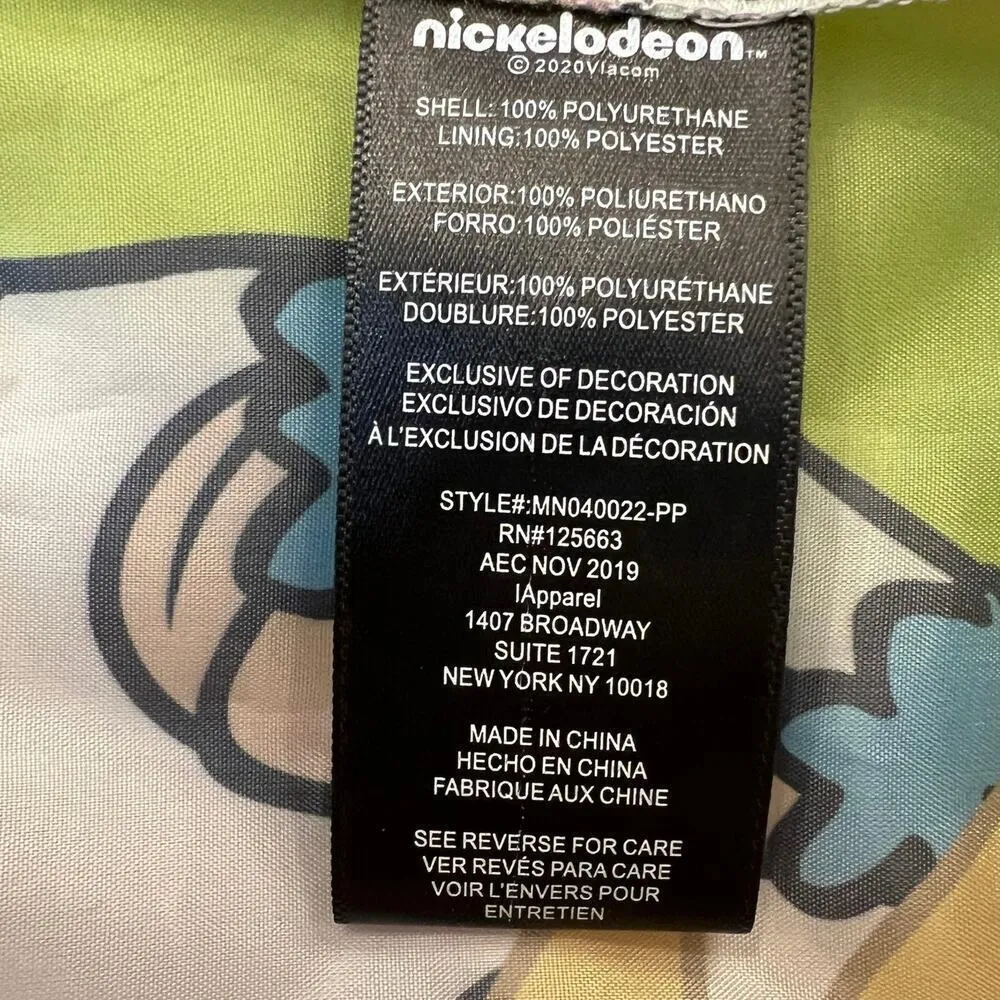 nickelodeon™
© 2020Viacom
SHELL: 100% POLYURETHANE
LINING:100% POLYESTER
EXTERIOR:100% POLIURETHANO
FORRO:100% POLIÉSTER
EXTÉRIEUR:100% POLYURÉTHANE
DOUBLURE:100% POLYESTER
EXCLUSIVE OF DECORATION
EXCLUSIVO DE DECORACIÓN
À L'EXCLUSION DE LA DÉCORATION
STYLE#:MN040022-PP
RN#125663
AEC NOV 2019
IApparel
1407 BROADWAY
SUITE 1721
NEW YORK NY 10018
MADE IN CHINA
HECHO EN CHINA
FABRIQUE AUX CHINE
SEE REVERSE FOR CARE
VER REVÉS PARA CARE
VOIR L'ENVERS POUR
ENTRETIEN